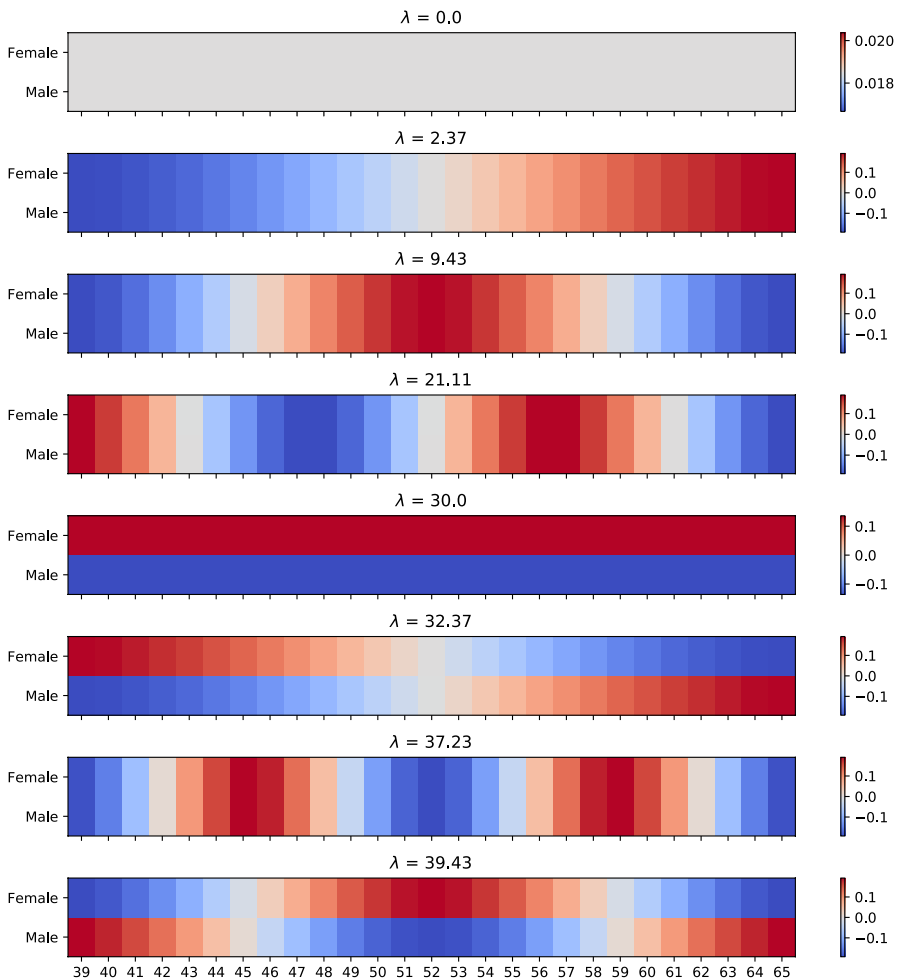 λ = 0.0
Female
Male
0.020
0.018
λ = 2.37
Female
Male
0.1
0.0
−0.1
λ = 9.43
Female
Male
0.1
0.0
−0.1
λ = 21.11
Female
Male
0.1
0.0
−0.1
λ = 30.0
Female
Male
0.1
0.0
−0.1
λ = 32.37
Female
Male
0.1
0.0
−0.1
λ = 37.23
Female
Male
0.1
0.0
−0.1
λ = 39.43
Female
Male
0.1
0.0
−0.1
39 40 41 42 43 44 45 46 47 48 49 50 51 52 53 54 55 56 57 58 59 60 61 62 63 64 65